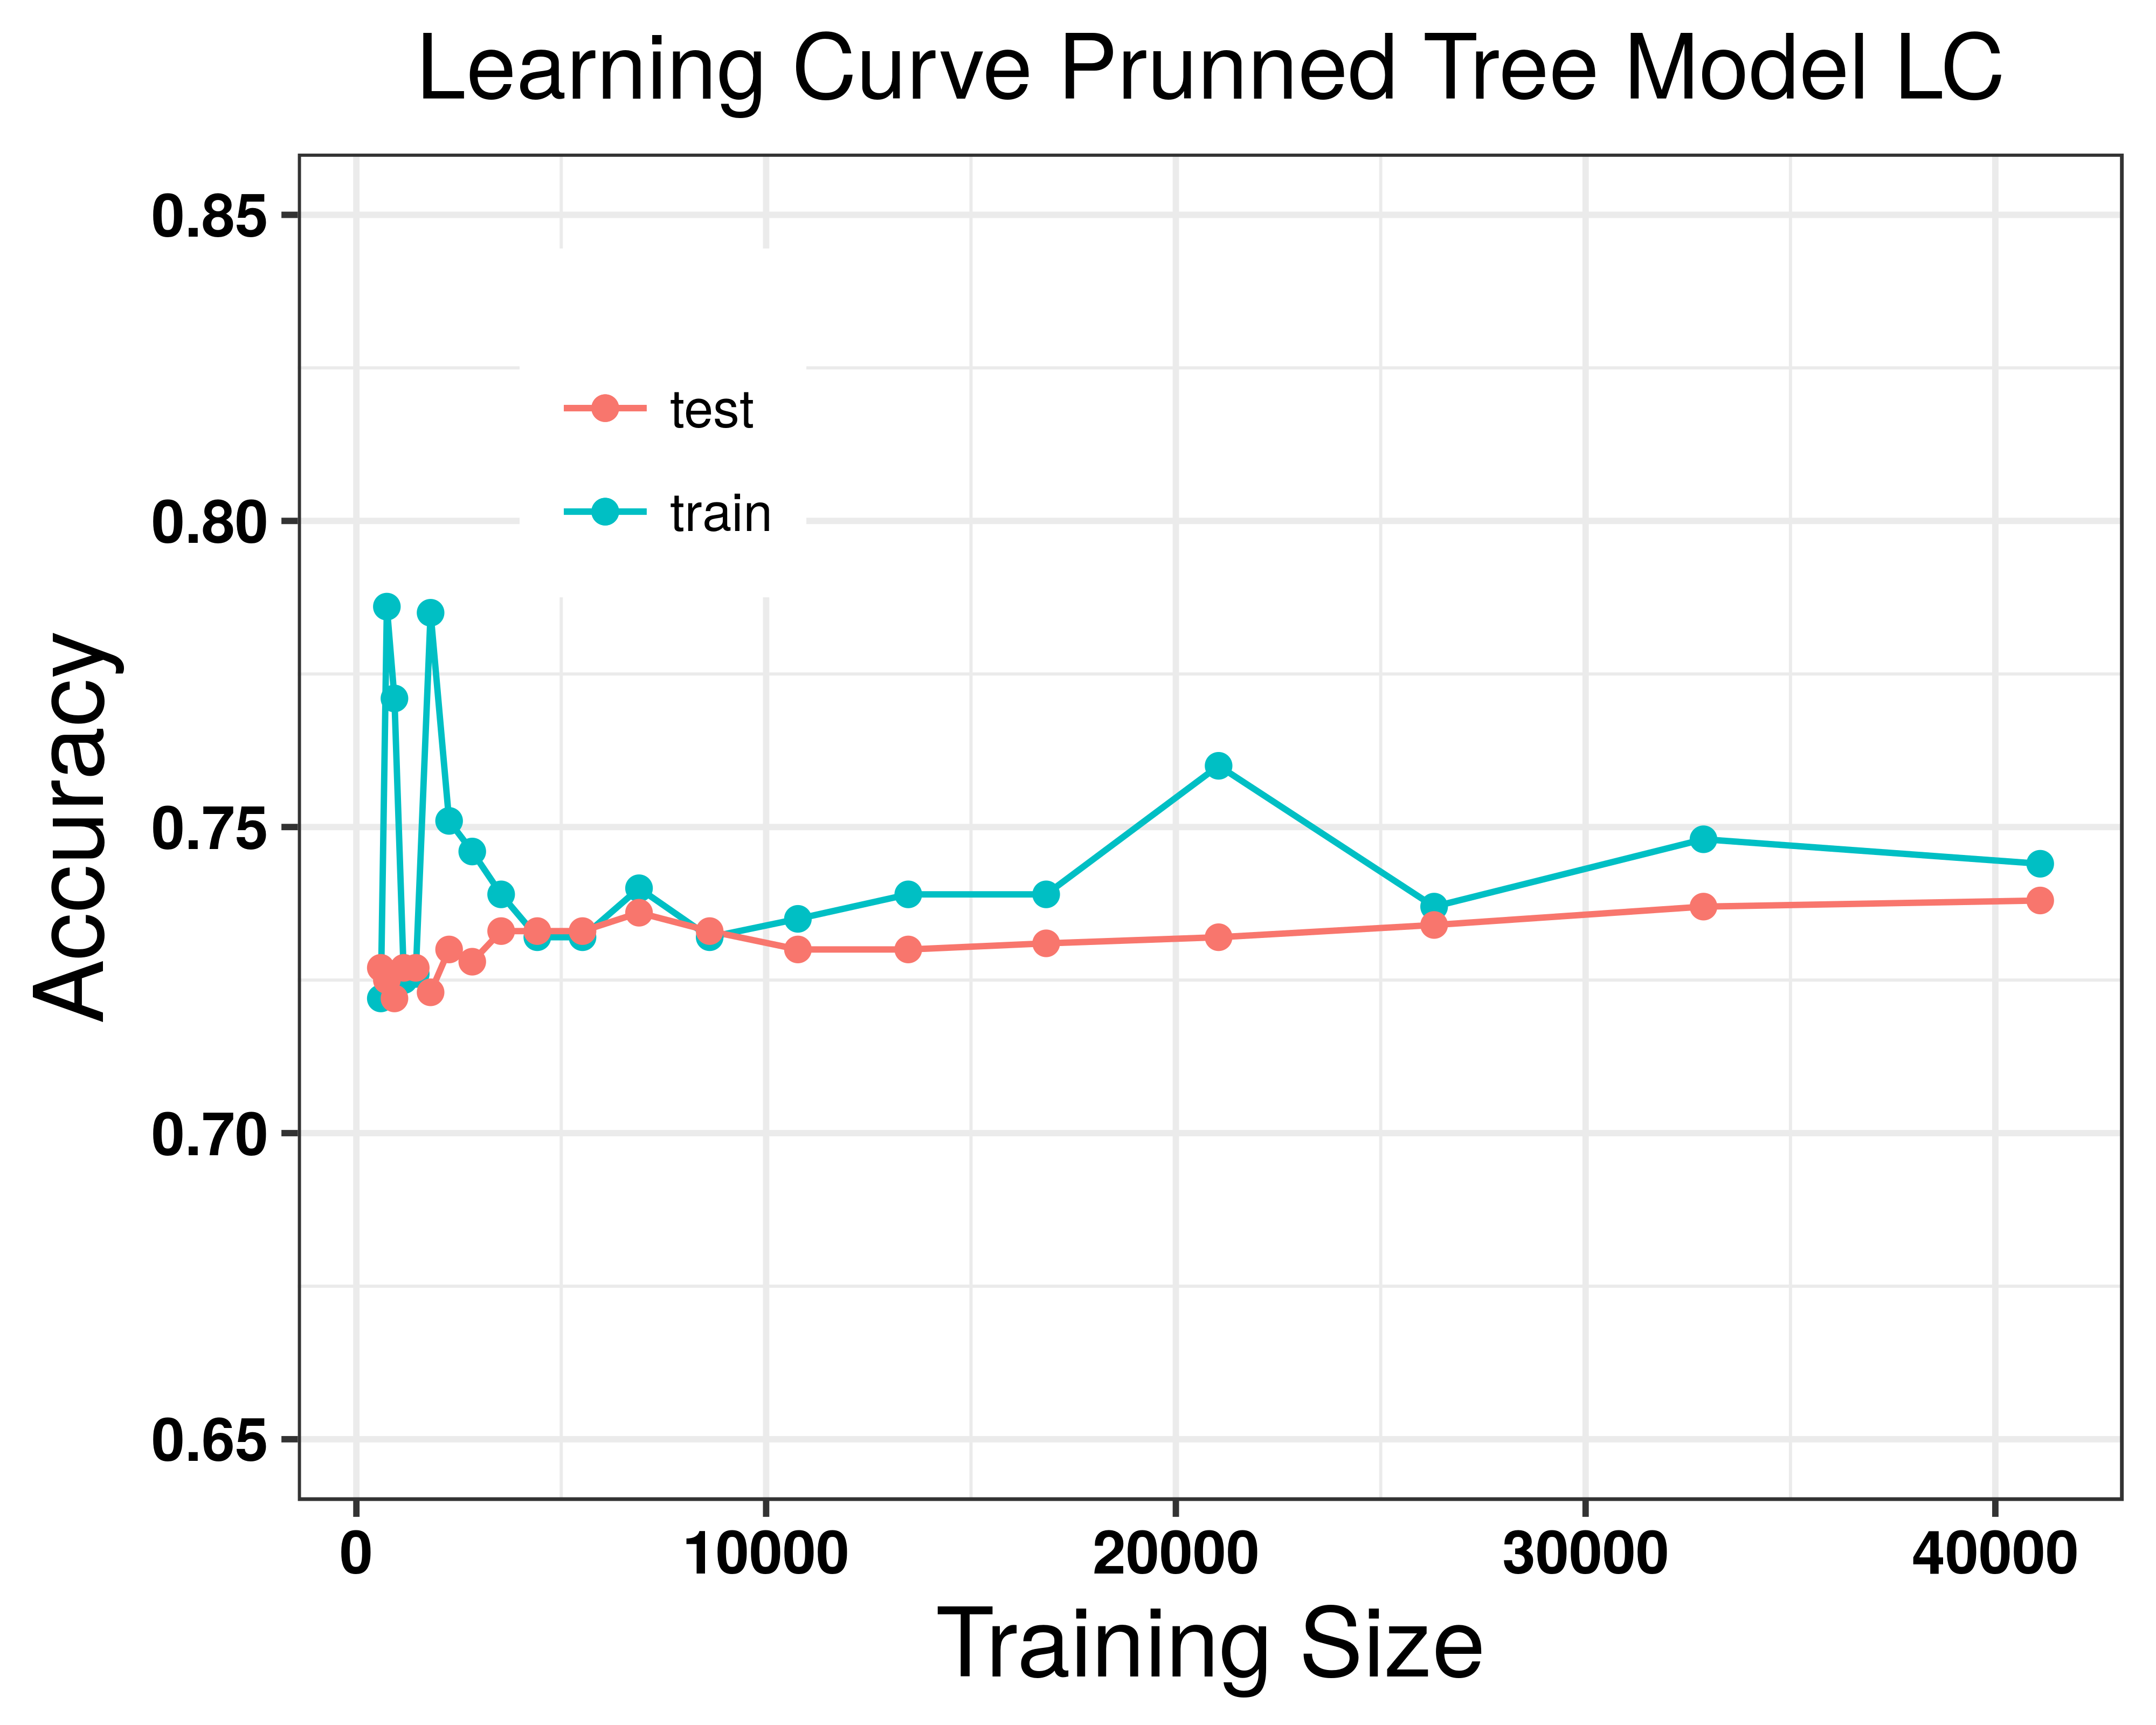 Learning Curve Prunned Tree Model LC
0.85
test
train
0.80
0.75
0.70
0.65
Accuracy
0 10000 20000 30000 40000
Training Size